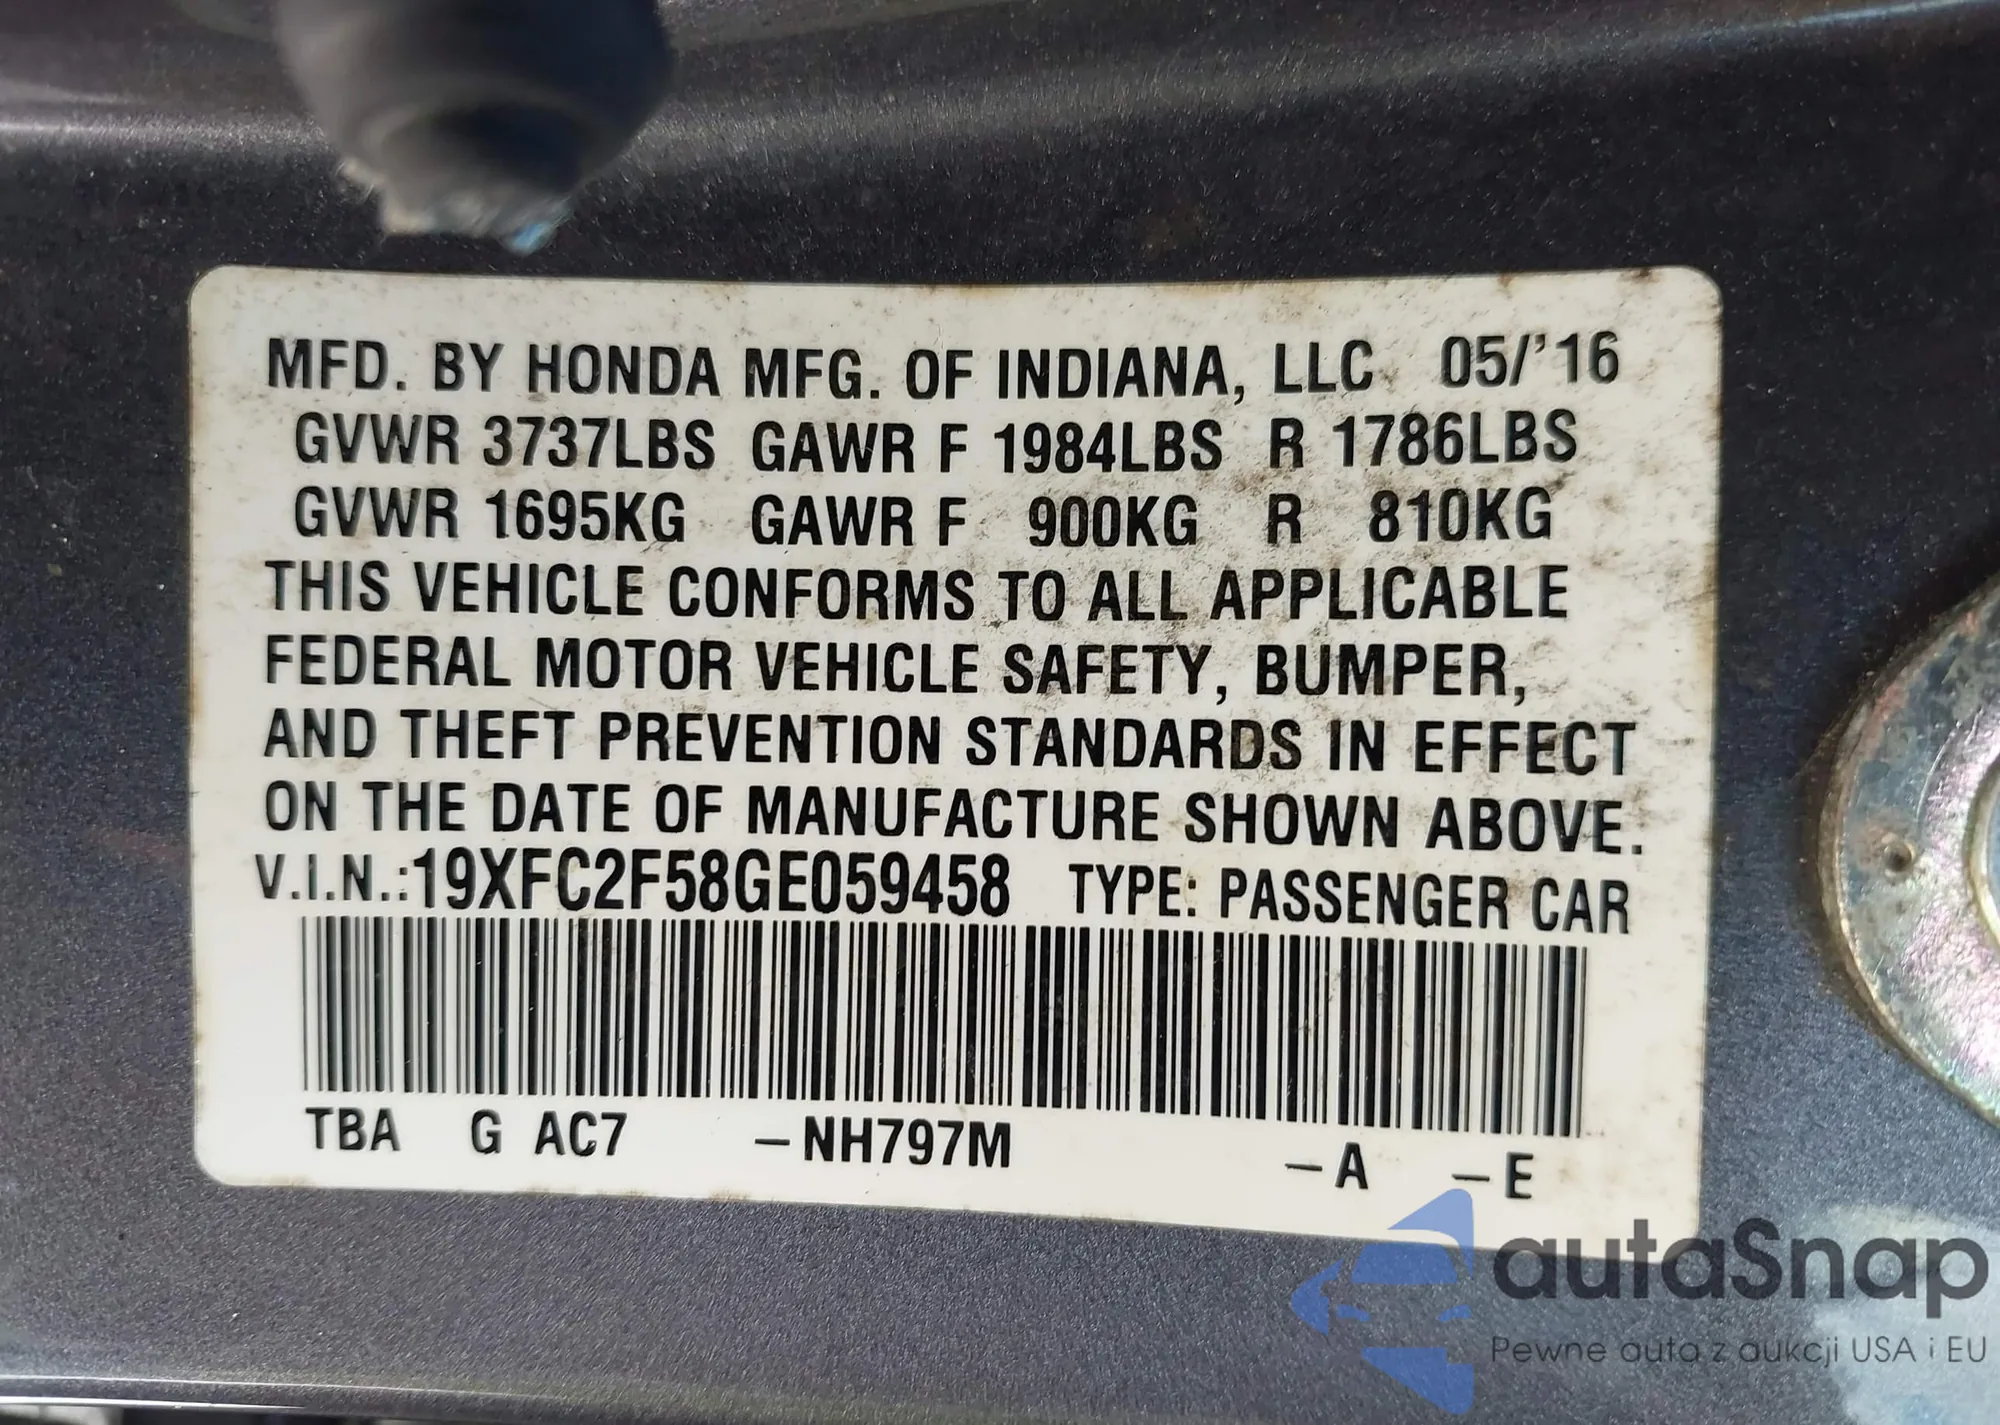 MFD. BY HONDA MFG. OF INDIANA, LLC 05/'16
GVWR 3737LBS GAWR F 1984LBS R 1786LBS
GVWR 1695KG GAWR F 900KG R 810KG
THIS VEHICLE CONFORMS TO ALL APPLICABLE
FEDERAL MOTOR VEHICLE SAFETY, BUMPER,
AND THEFT PREVENTION STANDARDS IN EFFECT
ON THE DATE OF MANUFACTURE SHOWN ABOVE.
V.I.N.:19XFC2F58GE059458 TYPE: PASSENGER CAR
TBA G AC7 –NH797M –A –E
autaSnap
Pewne auta z aukcji USA i EU